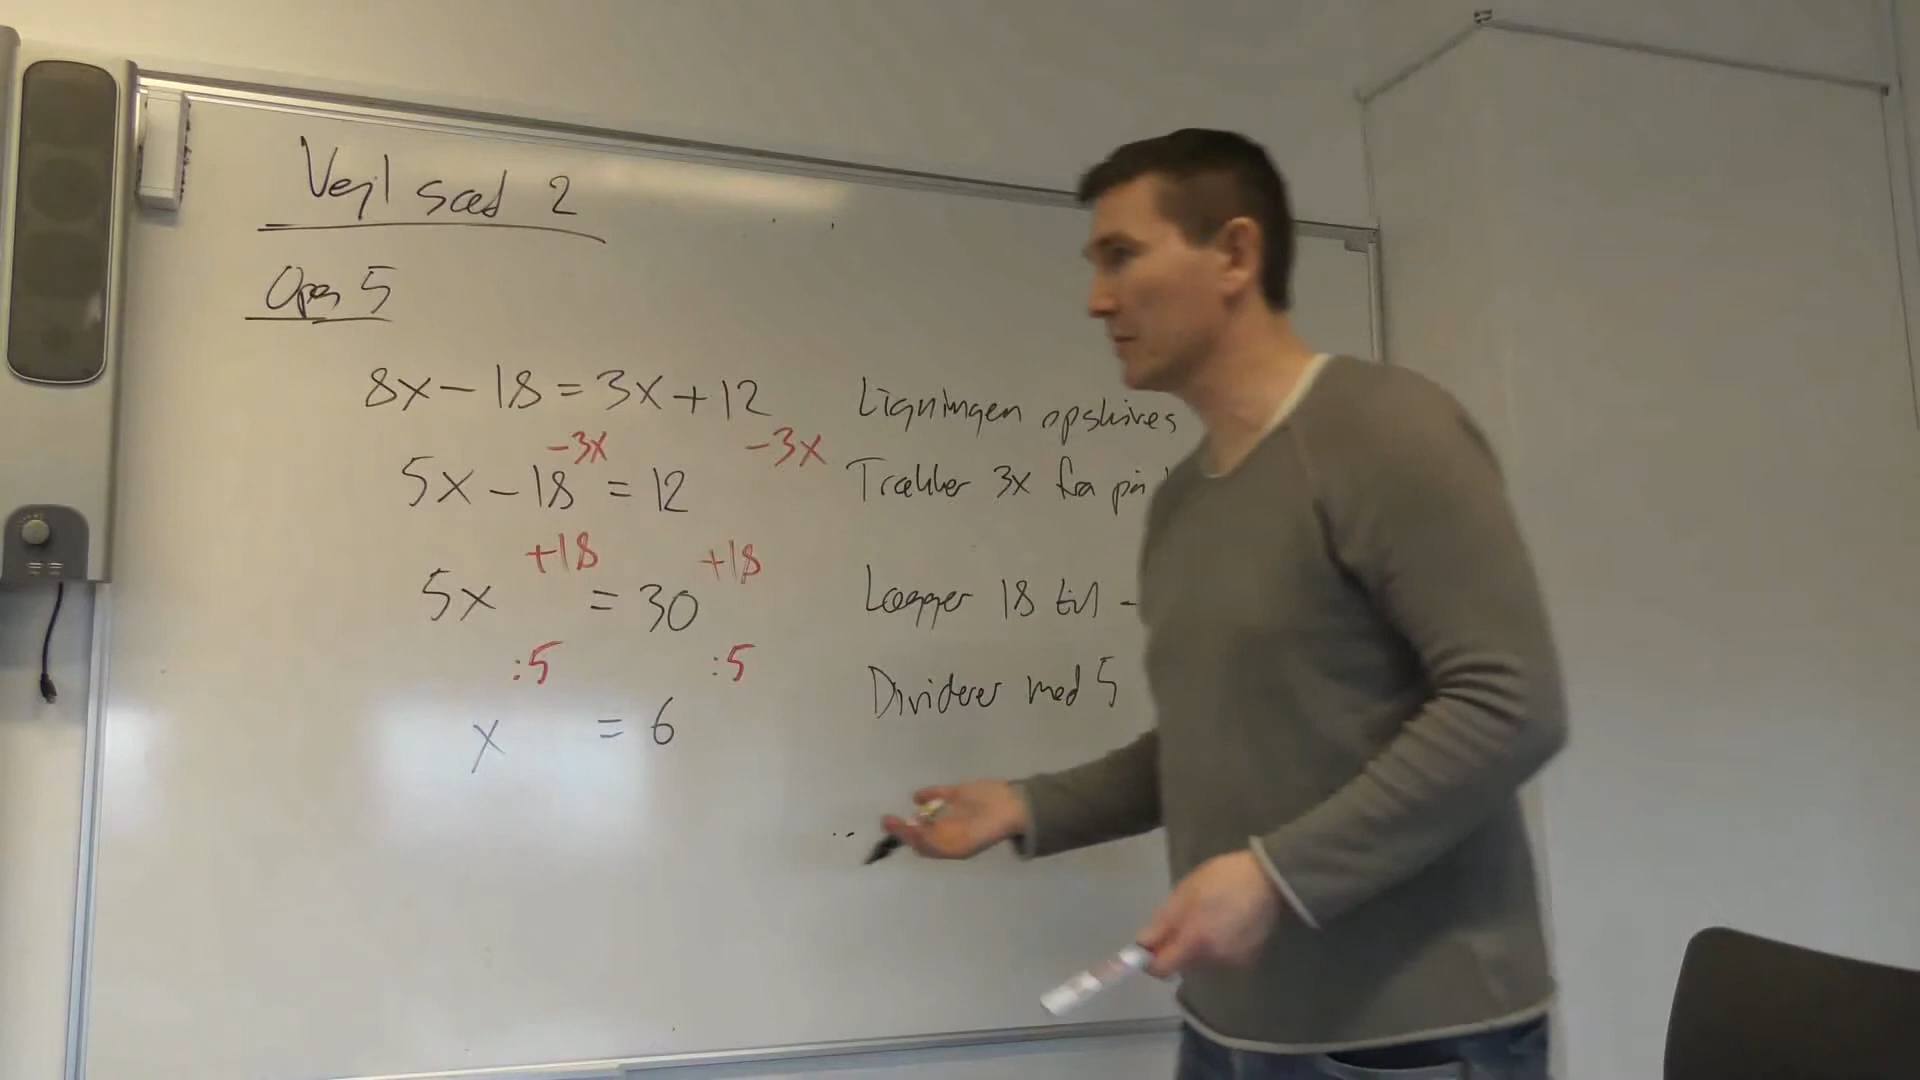 Vejl sæt 2
Opg 5
8x - 18 = 3x + 12 Ligningen opskrives
-3x -3x
5x - 18 = 12 Trækker 3x fra på
+18 +18
5x = 30 Lægger 18 til -
:5 :5
x = 6 Dividerer med 5